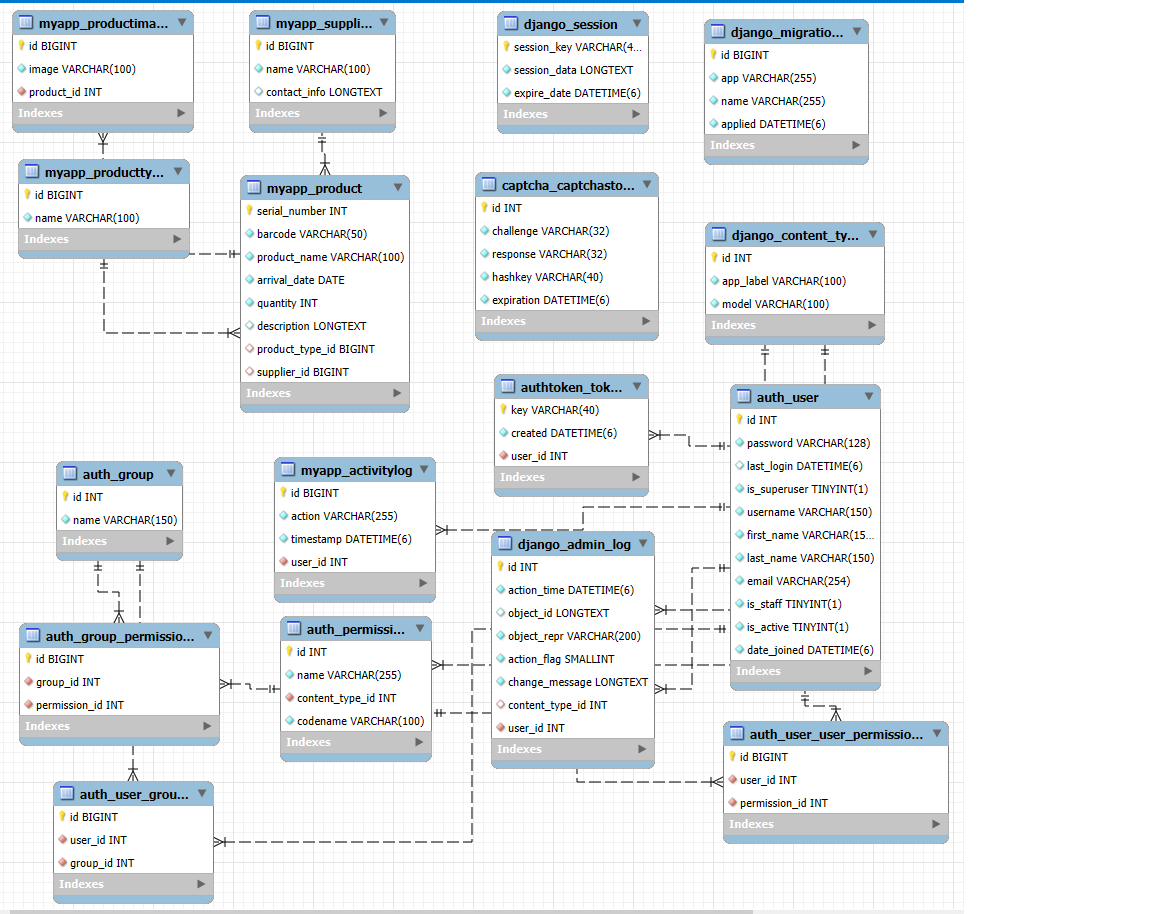 myapp_productima...
id BIGINT
image VARCHAR(100)
product_id INT
Indexes
myapp_suppli...
id BIGINT
name VARCHAR(100)
contact_info LONGTEXT
Indexes
django_session
session_key VARCHAR(4...
session_data LONGTEXT
expire_date DATETIME(6)
Indexes
django_migratio...
id BIGINT
app VARCHAR(255)
name VARCHAR(255)
applied DATETIME(6)
Indexes
myapp_productty...
id BIGINT
name VARCHAR(100)
Indexes
myapp_product
serial_number INT
barcode VARCHAR(50)
product_name VARCHAR(100)
arrival_date DATE
quantity INT
description LONGTEXT
product_type_id BIGINT
supplier_id BIGINT
Indexes
captcha_captchasto...
id INT
challenge VARCHAR(32)
response VARCHAR(32)
hashkey VARCHAR(40)
expiration DATETIME(6)
Indexes
django_content_ty...
id INT
app_label VARCHAR(100)
model VARCHAR(100)
Indexes
authtoken_tok...
key VARCHAR(40)
created DATETIME(6)
user_id INT
Indexes
auth_user
id INT
password VARCHAR(128)
last_login DATETIME(6)
is_superuser TINYINT(1)
username VARCHAR(150)
first_name VARCHAR(15...
last_name VARCHAR(150)
email VARCHAR(254)
is_staff TINYINT(1)
is_active TINYINT(1)
date_joined DATETIME(6)
Indexes
auth_group
id INT
name VARCHAR(150)
Indexes
myapp_activitylog
id BIGINT
action VARCHAR(255)
timestamp DATETIME(6)
user_id INT
Indexes
django_admin_log
id INT
action_time DATETIME(6)
object_id LONGTEXT
object_repr VARCHAR(200)
action_flag SMALLINT
change_message LONGTEXT
content_type_id INT
user_id INT
Indexes
auth_group_permissio...
id BIGINT
group_id INT
permission_id INT
Indexes
auth_permissi...
id INT
name VARCHAR(255)
content_type_id INT
codename VARCHAR(100)
Indexes
auth_user_user_permissio...
id BIGINT
user_id INT
permission_id INT
Indexes
auth_user_grou...
id BIGINT
user_id INT
group_id INT
Indexes